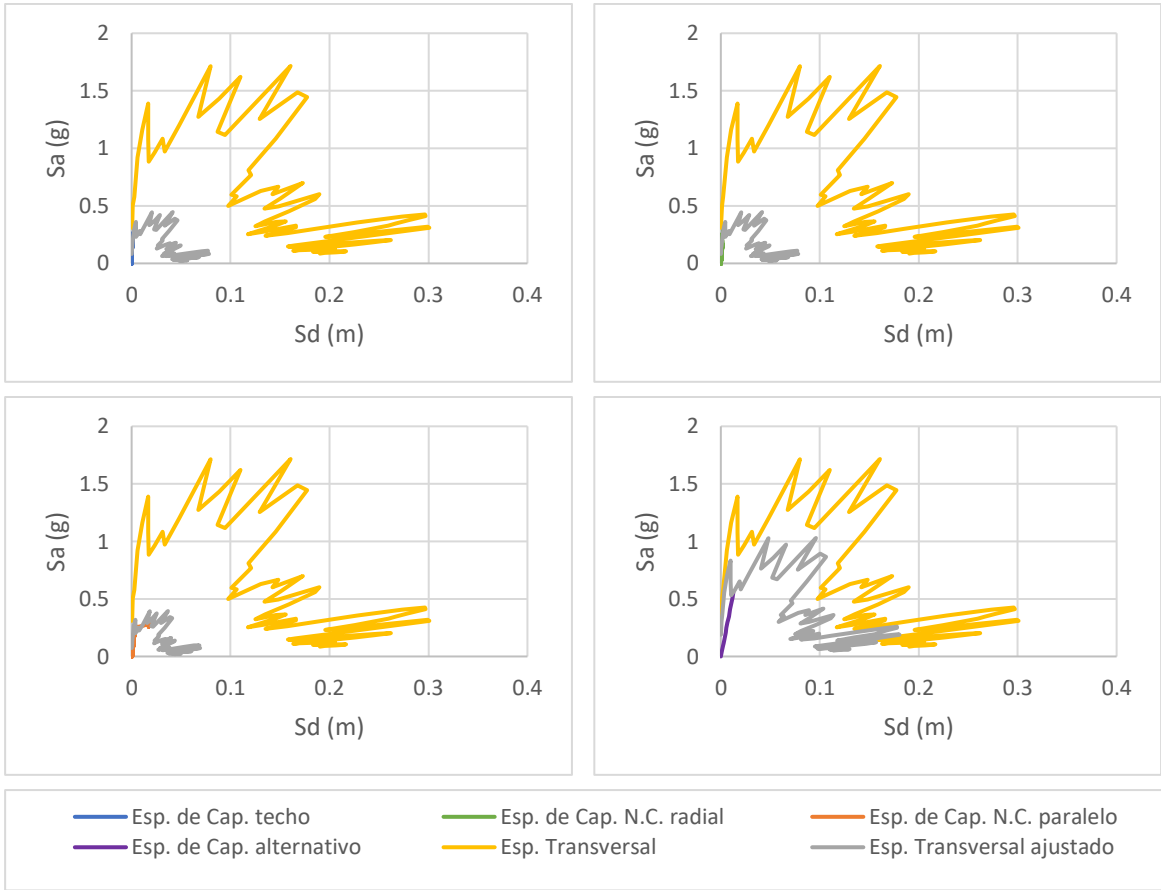 2
1.5
1
0.5
0
Sa (g)
0 0.1 0.2 0.3 0.4
Sd (m)
2
1.5
1
0.5
0
Sa (g)
0 0.1 0.2 0.3 0.4
Sd (m)
2
1.5
1
0.5
0
Sa (g)
0 0.1 0.2 0.3 0.4
Sd (m)
2
1.5
1
0.5
0
Sa (g)
0 0.1 0.2 0.3 0.4
Sd (m)
Esp. de Cap. techo Esp. de Cap. N.C. radial Esp. de Cap. N.C. paralelo
Esp. de Cap. alternativo Esp. Transversal Esp. Transversal ajustado